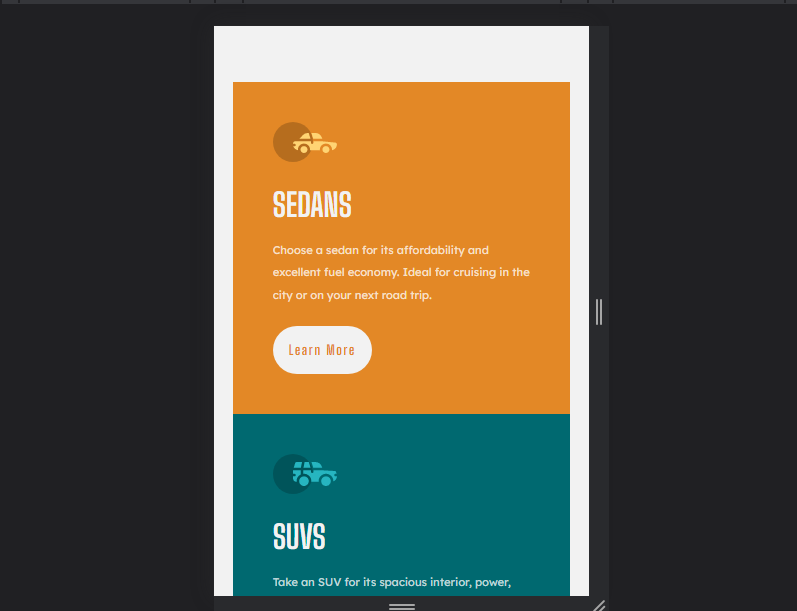 SEDANS
Choose a sedan for its affordability and
excellent fuel economy. Ideal for cruising in the
city or on your next road trip.
Learn More
SUVS
Take an SUV for its spacious interior, power,